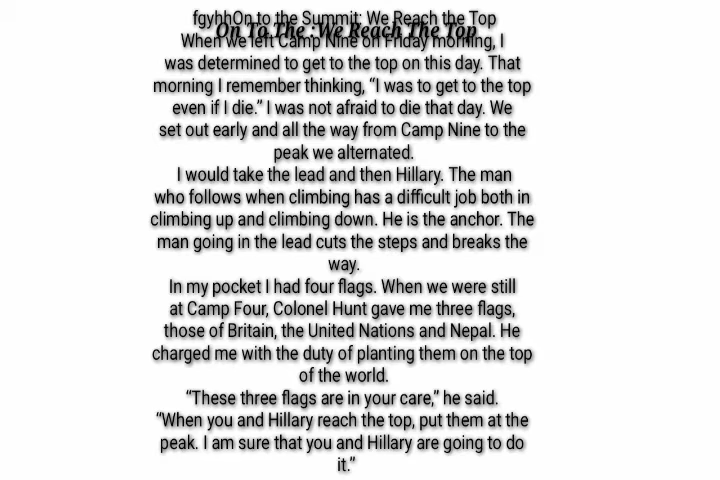 fgyhhOn to the Summit: We Reach the Top
On To The :We Reach The Top
When we left Camp Nine on Friday morning, I
was determined to get to the top on this day. That
morning I remember thinking, “I was to get to the top
even if I die.” I was not afraid to die that day. We
set out early and all the way from Camp Nine to the
peak we alternated.
I would take the lead and then Hillary. The man
who follows when climbing has a difficult job both in
climbing up and climbing down. He is the anchor. The
man going in the lead cuts the steps and breaks the
way.
In my pocket I had four flags. When we were still
at Camp Four, Colonel Hunt gave me three flags,
those of Britain, the United Nations and Nepal. He
charged me with the duty of planting them on the top
of the world.
“These three flags are in your care,” he said.
“When you and Hillary reach the top, put them at the
peak. I am sure that you and Hillary are going to do
it.”